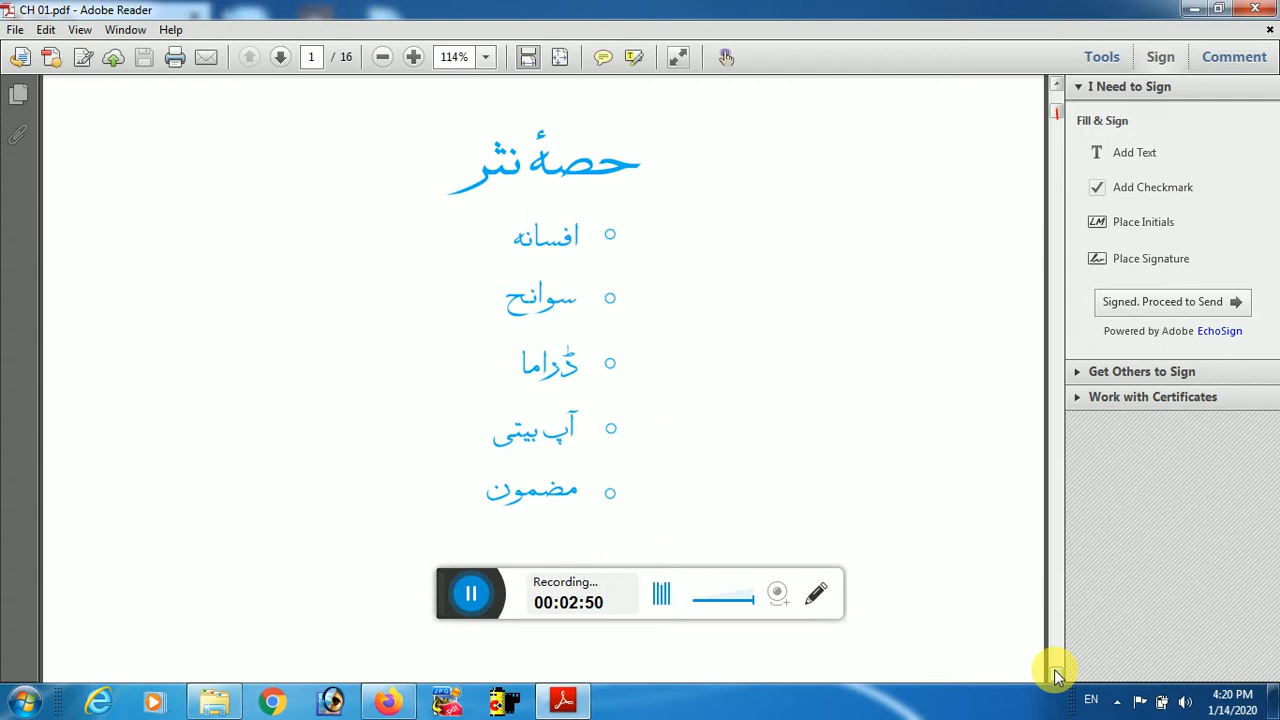 CH 01.pdf - Adobe Reader
File Edit View Window Help
1 / 16 114% Tools Sign Comment
I Need to Sign
Fill & Sign
Add Text
Add Checkmark
LM Place Initials
Place Signature
Signed. Proceed to Send
Powered by Adobe EchoSign
Get Others to Sign
Work with Certificates
حصۂ نثر
افسانہ
سوانح
ڈراما
آپ بیتی
مضمون
Recording...
00:02:50
EN 4:20 PM
1/14/2020